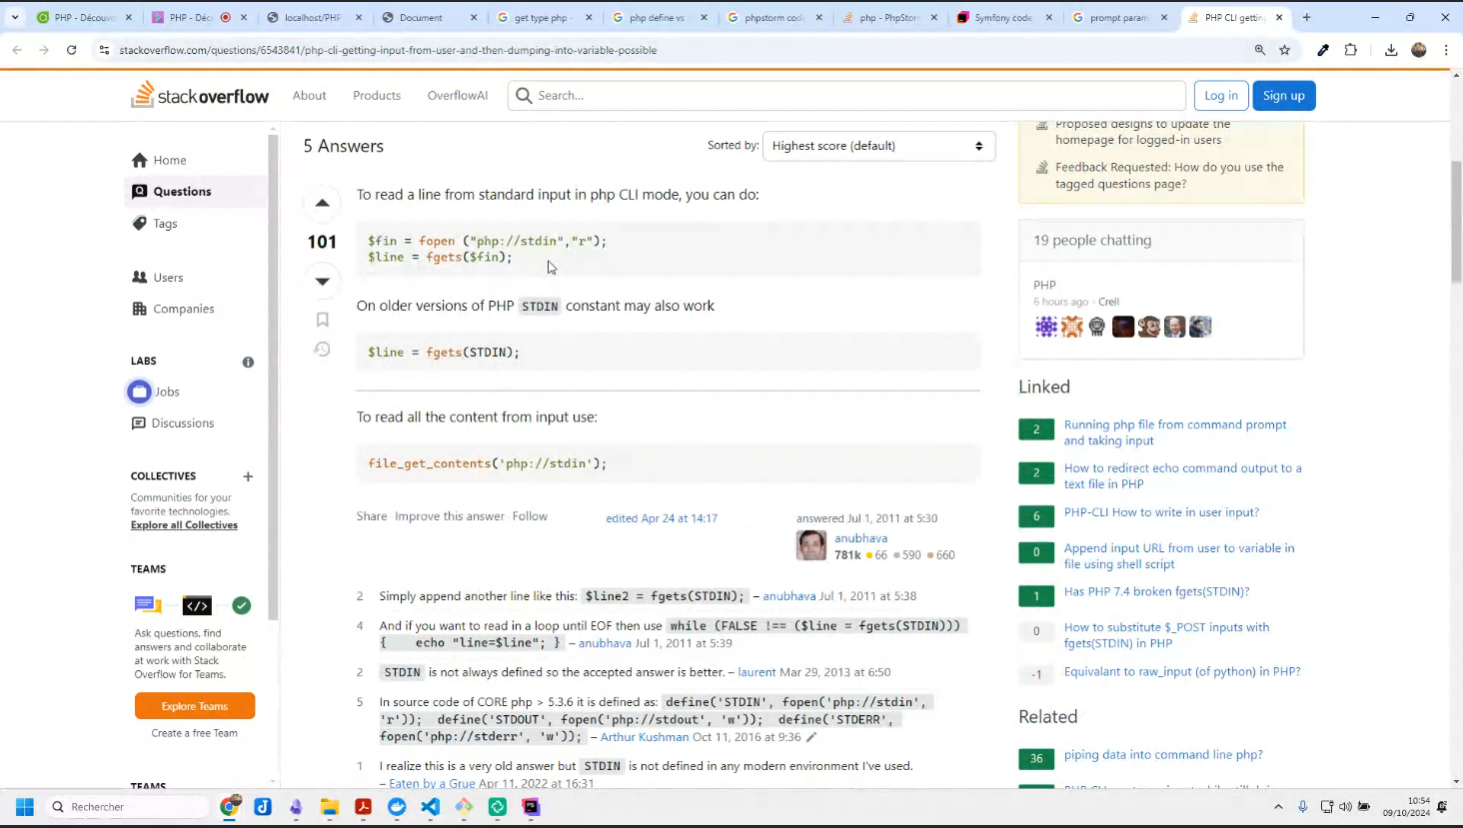 PHP - Découve
PHP - Déc
localhost/PHP
Document
get type php -
php define vs
phpstorm cod
php - PhpStor
Symfony code
prompt param
PHP CLI gettin
stackoverflow.com/questions/6543841/php-cli-getting-input-from-user-and-then-dumping-into-variable-possible
stackoverflow
About
Products
OverflowAI
Search...
Log in
Sign up
Home
Questions
Tags
Users
Companies
LABS
Jobs
Discussions
COLLECTIVES
Communities for your
favorite technologies.
Explore all Collectives
TEAMS
Ask questions, find
answers and collaborate
at work with Stack
Overflow for Teams.
Explore Teams
Create a free Team
TEAMS
5 Answers
Sorted by:
Highest score (default)
101
To read a line from standard input in php CLI mode, you can do:
$fin = fopen ("php://stdin","r");
$line = fgets($fin);
On older versions of PHP STDIN constant may also work
$line = fgets(STDIN);
To read all the content from input use:
file_get_contents('php://stdin');
Share Improve this answer Follow
edited Apr 24 at 14:17
answered Jul 1, 2011 at 5:30
anubhava
781k 66 590 660
2 Simply append another line like this: $line2 = fgets(STDIN); – anubhava Jul 1, 2011 at 5:38
4 And if you want to read in a loop until EOF then use while (FALSE !== ($line = fgets(STDIN)))
{ echo "line=$line"; } – anubhava Jul 1, 2011 at 5:39
2 STDIN is not always defined so the accepted answer is better. – laurent Mar 29, 2013 at 6:50
5 In source code of CORE php > 5.3.6 it is defined as: define('STDIN', fopen('php://stdin',
'r')); define('STDOUT', fopen('php://stdout', 'w')); define('STDERR',
fopen('php://stderr', 'w')); – Arthur Kushman Oct 11, 2016 at 9:36
1 I realize this is a very old answer but STDIN is not defined in any modern environment I've used.
– Eaten by a Grue Apr 11, 2022 at 16:31
Proposed designs to update the
homepage for logged-in users
Feedback Requested: How do you use the
tagged questions page?
19 people chatting
PHP
6 hours ago - Crell
Linked
2 Running php file from command prompt
and taking input
2 How to redirect echo command output to a
text file in PHP
6 PHP-CLI How to write in user input?
0 Append input URL from user to variable in
file using shell script
1 Has PHP 7.4 broken fgets(STDIN)?
0 How to substitute $_POST inputs with
fgets(STDIN) in PHP
-1 Equivalent to raw_input (of python) in PHP?
Related
36 piping data into command line php?
Rechercher
10:54
09/10/2024